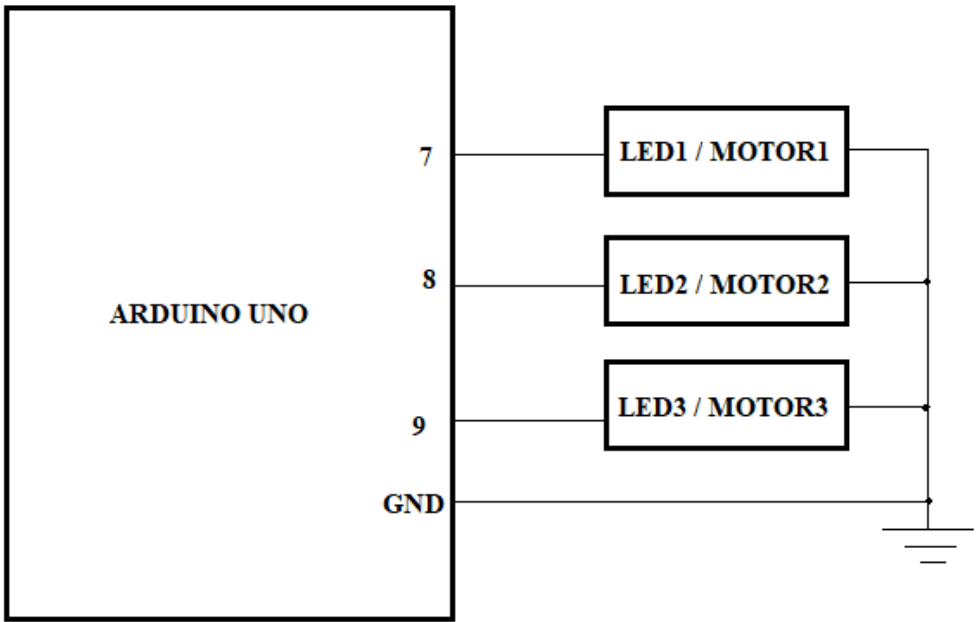 7
LED1 / MOTOR1
8
LED2 / MOTOR2
ARDUINO UNO
9
LED3 / MOTOR3
GND